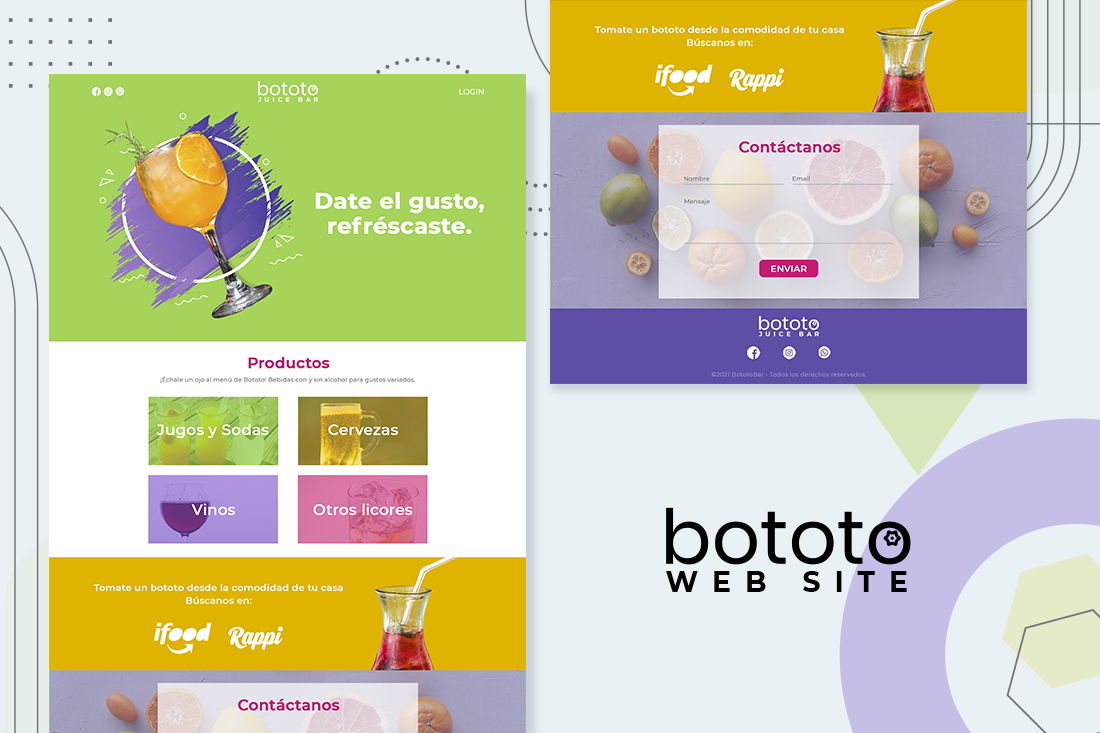 bototo
JUICE BAR
LOGIN
Date el gusto,
refréscaste.
Productos
¡Échale un ojo al menú de Bototo! Bebidas con y sin alcohol para gustos variados.
Jugos y Sodas
Cervezas
Vinos
Otros licores
Tomate un bototo desde la comodidad de tu casa
Búscanos en:
ifood
Rappi
Contáctanos
Tomate un bototo desde la comodidad de tu casa
Búscanos en:
ifood
Rappi
Contáctanos
Nombre
Email
Mensaje
ENVIAR
bototo
JUICE BAR
©2021 BototoBar - Todos los derechos reservados.
bototo
WEB SITE